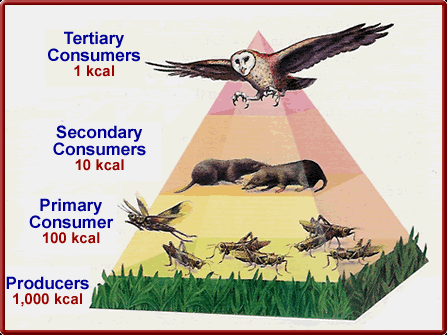 Tertiary
Consumers
1 kcal
Secondary
Consumers
10 kcal
Primary
Consumer
100 kcal
Producers
1,000 kcal